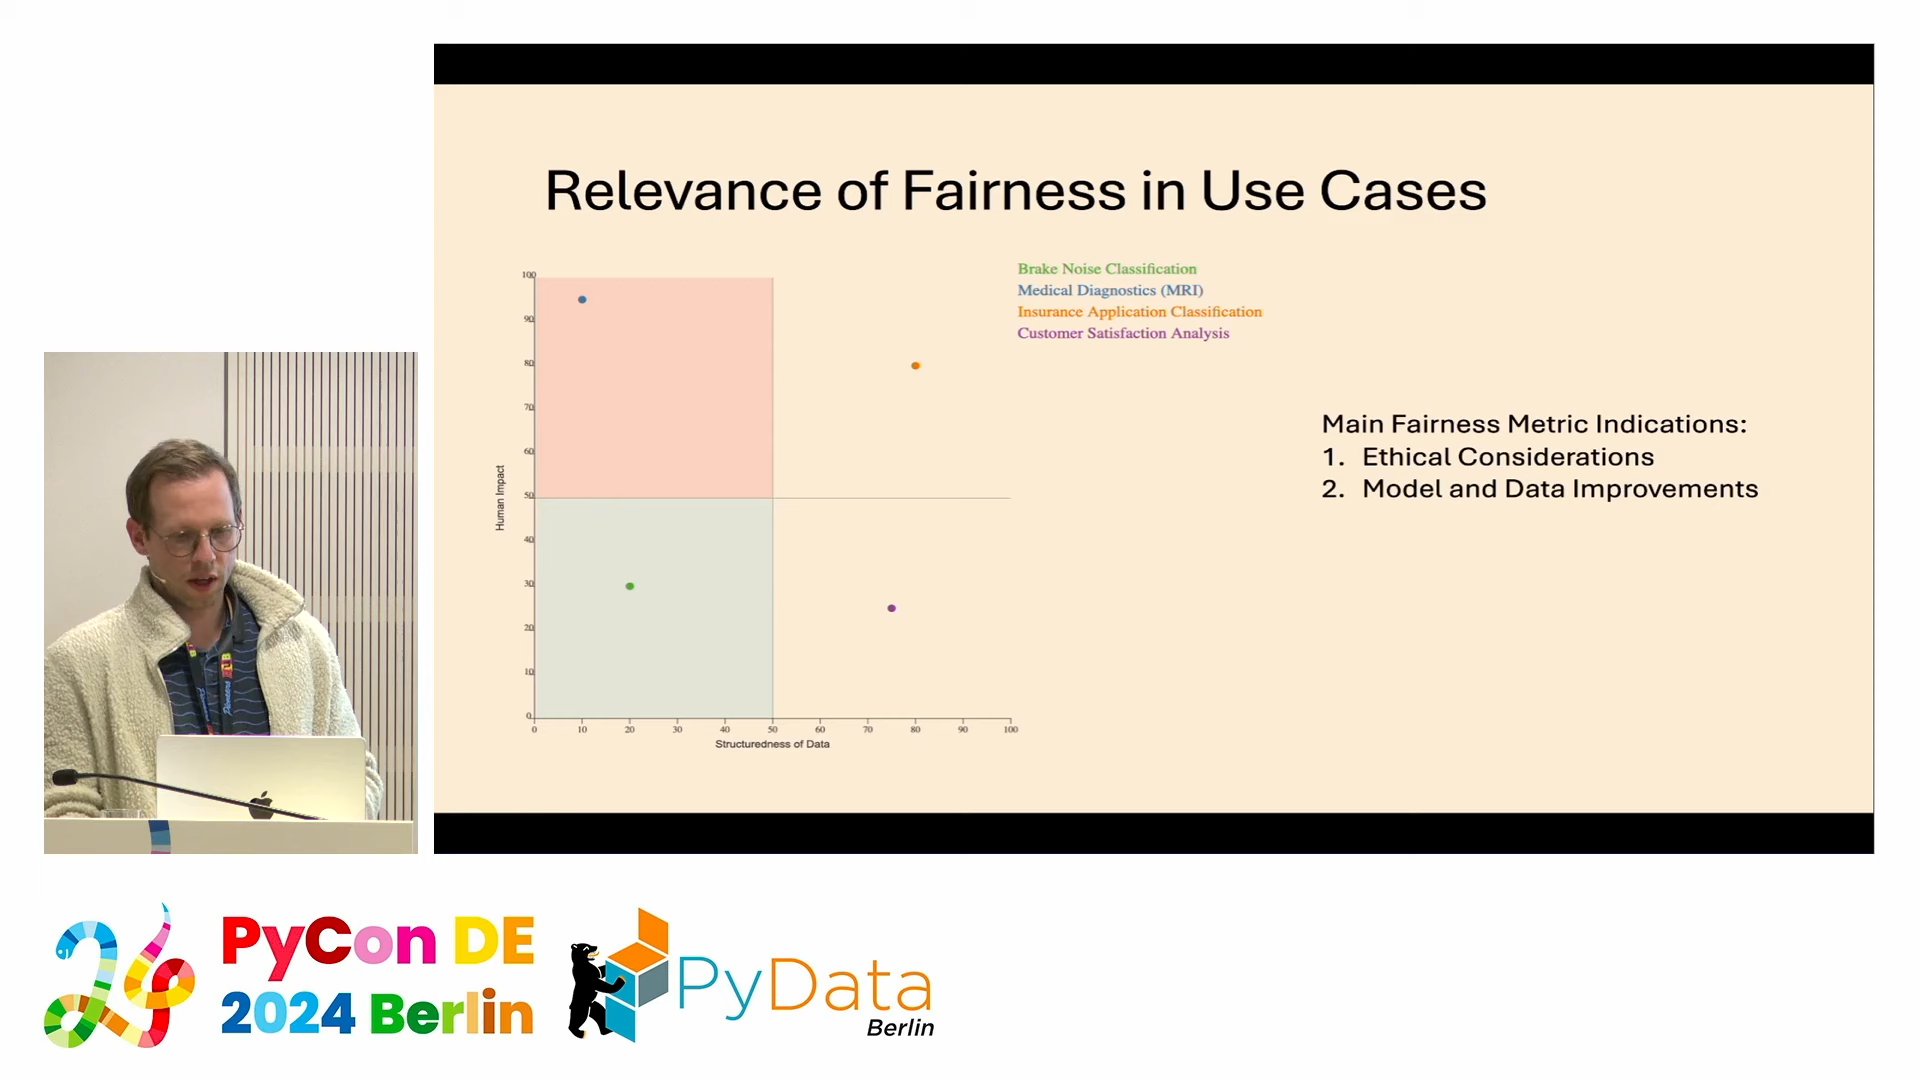 Relevance of Fairness in Use Cases
Brake Noise Classification
Medical Diagnostics (MRI)
Insurance Application Classification
Customer Satisfaction Analysis
100
90
80
70
60
50
40
30
20
10
0
Human Impact
0 10 20 30 40 50 60 70 80 90 100
Structuredness of Data
Main Fairness Metric Indications:
1. Ethical Considerations
2. Model and Data Improvements
PyCon DE
2024 Berlin
PyData
Berlin